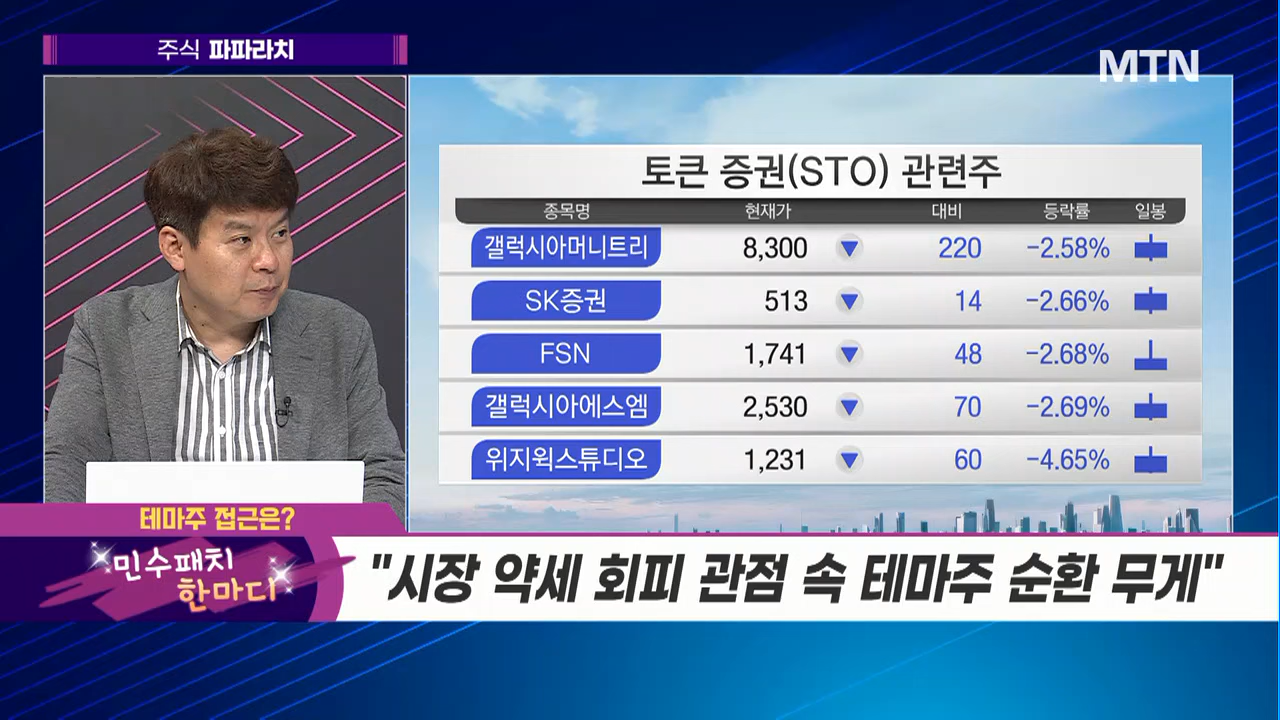 주식 파파라치
MTN
토큰 증권(STO) 관련주
종목명 현재가 대비 등락률 일봉
갤럭시아머니트리 8,300 ▼ 220 -2.58%
SK증권 513 ▼ 14 -2.66%
FSN 1,741 ▼ 48 -2.68%
갤럭시아에스엠 2,530 ▼ 70 -2.69%
위지윅스튜디오 1,231 ▼ 60 -4.65%
테마주 접근은?
민수패치
한마디
"시장 약세 회피 관점 속 테마주 순환 무게"